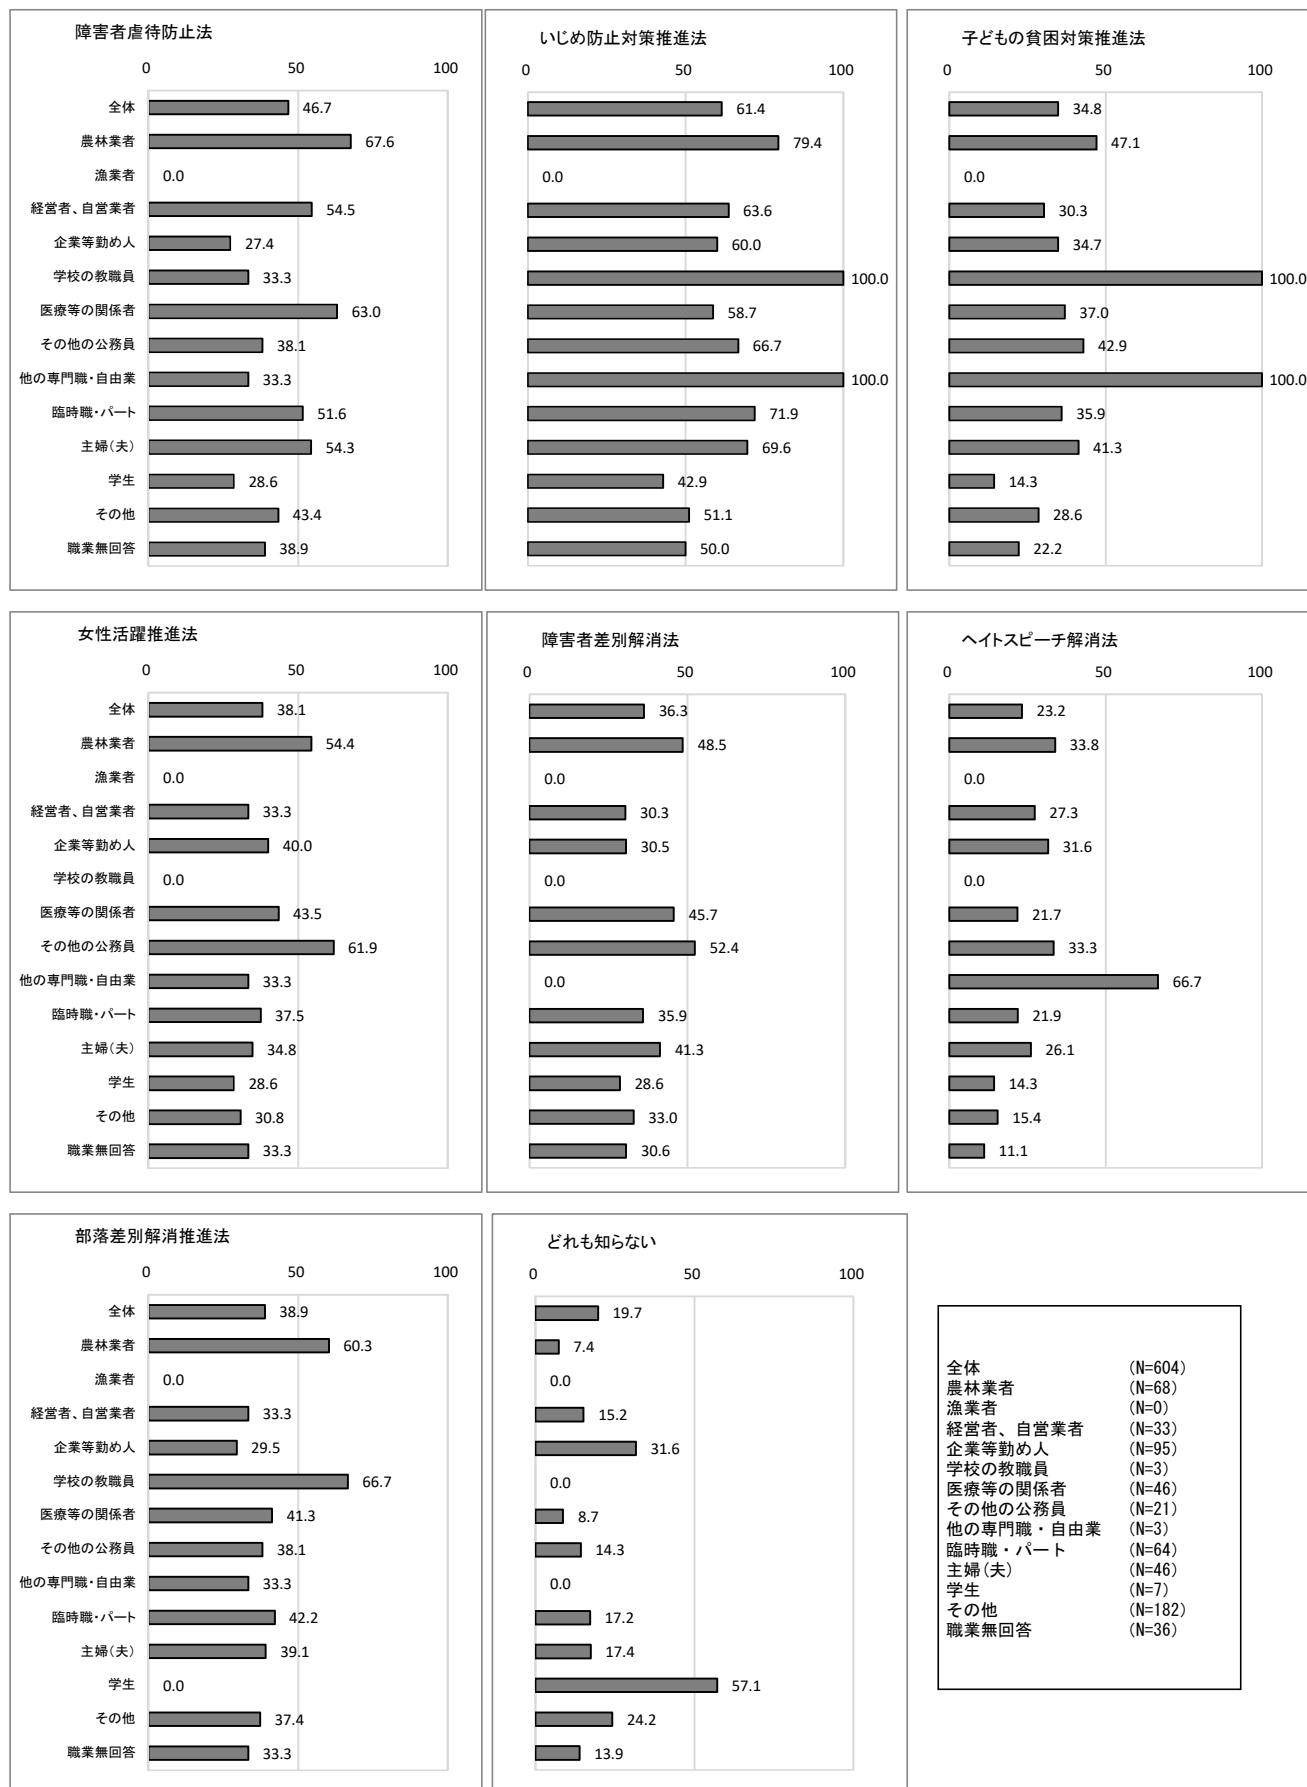 障害者虐待防止法
0 50 100
全体 46.7
農林業者 67.6
漁業者 0.0
経営者、自営業者 54.5
企業等勤め人 27.4
学校の教職員 33.3
医療等の関係者 63.0
その他の公務員 38.1
他の専門職・自由業 33.3
臨時職・パート 51.6
主婦(夫) 54.3
学生 28.6
その他 43.4
職業無回答 38.9
いじめ防止対策推進法
0 50 100
61.4
79.4
0.0
63.6
60.0
100.0
58.7
66.7
100.0
71.9
69.6
42.9
51.1
50.0
子どもの貧困対策推進法
0 50 100
34.8
47.1
0.0
30.3
34.7
100.0
37.0
42.9
100.0
35.9
41.3
14.3
28.6
22.2
女性活躍推進法
0 50 100
全体 38.1
農林業者 54.4
漁業者 0.0
経営者、自営業者 33.3
企業等勤め人 40.0
学校の教職員 0.0
医療等の関係者 43.5
その他の公務員 61.9
他の専門職・自由業 33.3
臨時職・パート 37.5
主婦(夫) 34.8
学生 28.6
その他 30.8
職業無回答 33.3
障害者差別解消法
0 50 100
36.3
48.5
0.0
30.3
30.5
0.0
45.7
52.4
0.0
35.9
41.3
28.6
33.0
30.6
ヘイトスピーチ解消法
0 50 100
23.2
33.8
0.0
27.3
31.6
0.0
21.7
33.3
66.7
21.9
26.1
14.3
15.4
11.1
部落差別解消推進法
0 50 100
全体 38.9
農林業者 60.3
漁業者 0.0
経営者、自営業者 33.3
企業等勤め人 29.5
学校の教職員 66.7
医療等の関係者 41.3
その他の公務員 38.1
他の専門職・自由業 33.3
臨時職・パート 42.2
主婦(夫) 39.1
学生 0.0
その他 37.4
職業無回答 33.3
どれも知らない
0 50 100
19.7
7.4
0.0
15.2
31.6
0.0
8.7
14.3
0.0
17.2
17.4
57.1
24.2
13.9
全体 (N=604)
農林業者 (N=68)
漁業者 (N=0)
経営者、自営業者 (N=33)
企業等勤め人 (N=95)
学校の教職員 (N=3)
医療等の関係者 (N=46)
その他の公務員 (N=21)
他の専門職・自由業 (N=3)
臨時職・パート (N=64)
主婦(夫) (N=46)
学生 (N=7)
その他 (N=182)
職業無回答 (N=36)